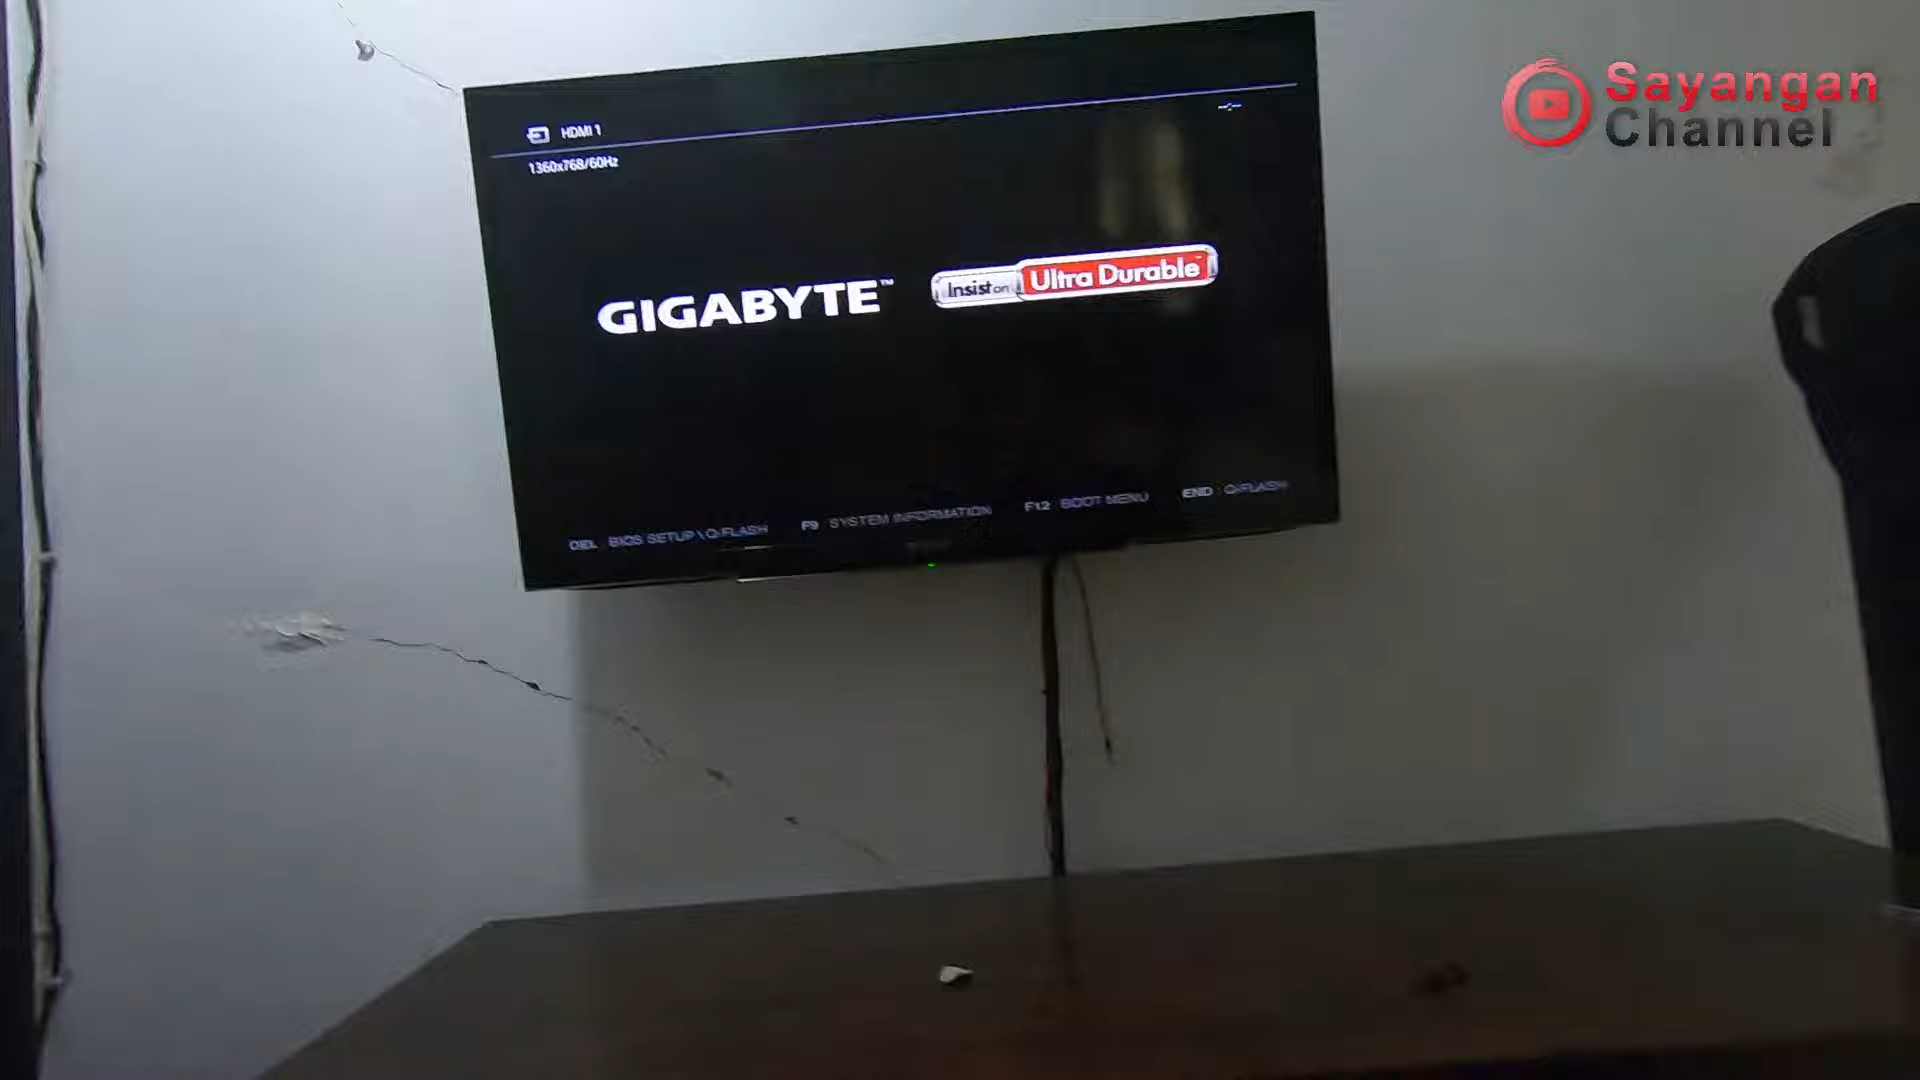 HDMI 1
1360x768/60Hz
GIGABYTE™
Insist on Ultra Durable™
DEL BIOS SETUP\Q-FLASH F9 SYSTEM INFORMATION F12 BOOT MENU END Q-FLASH
Sayangan
Channel